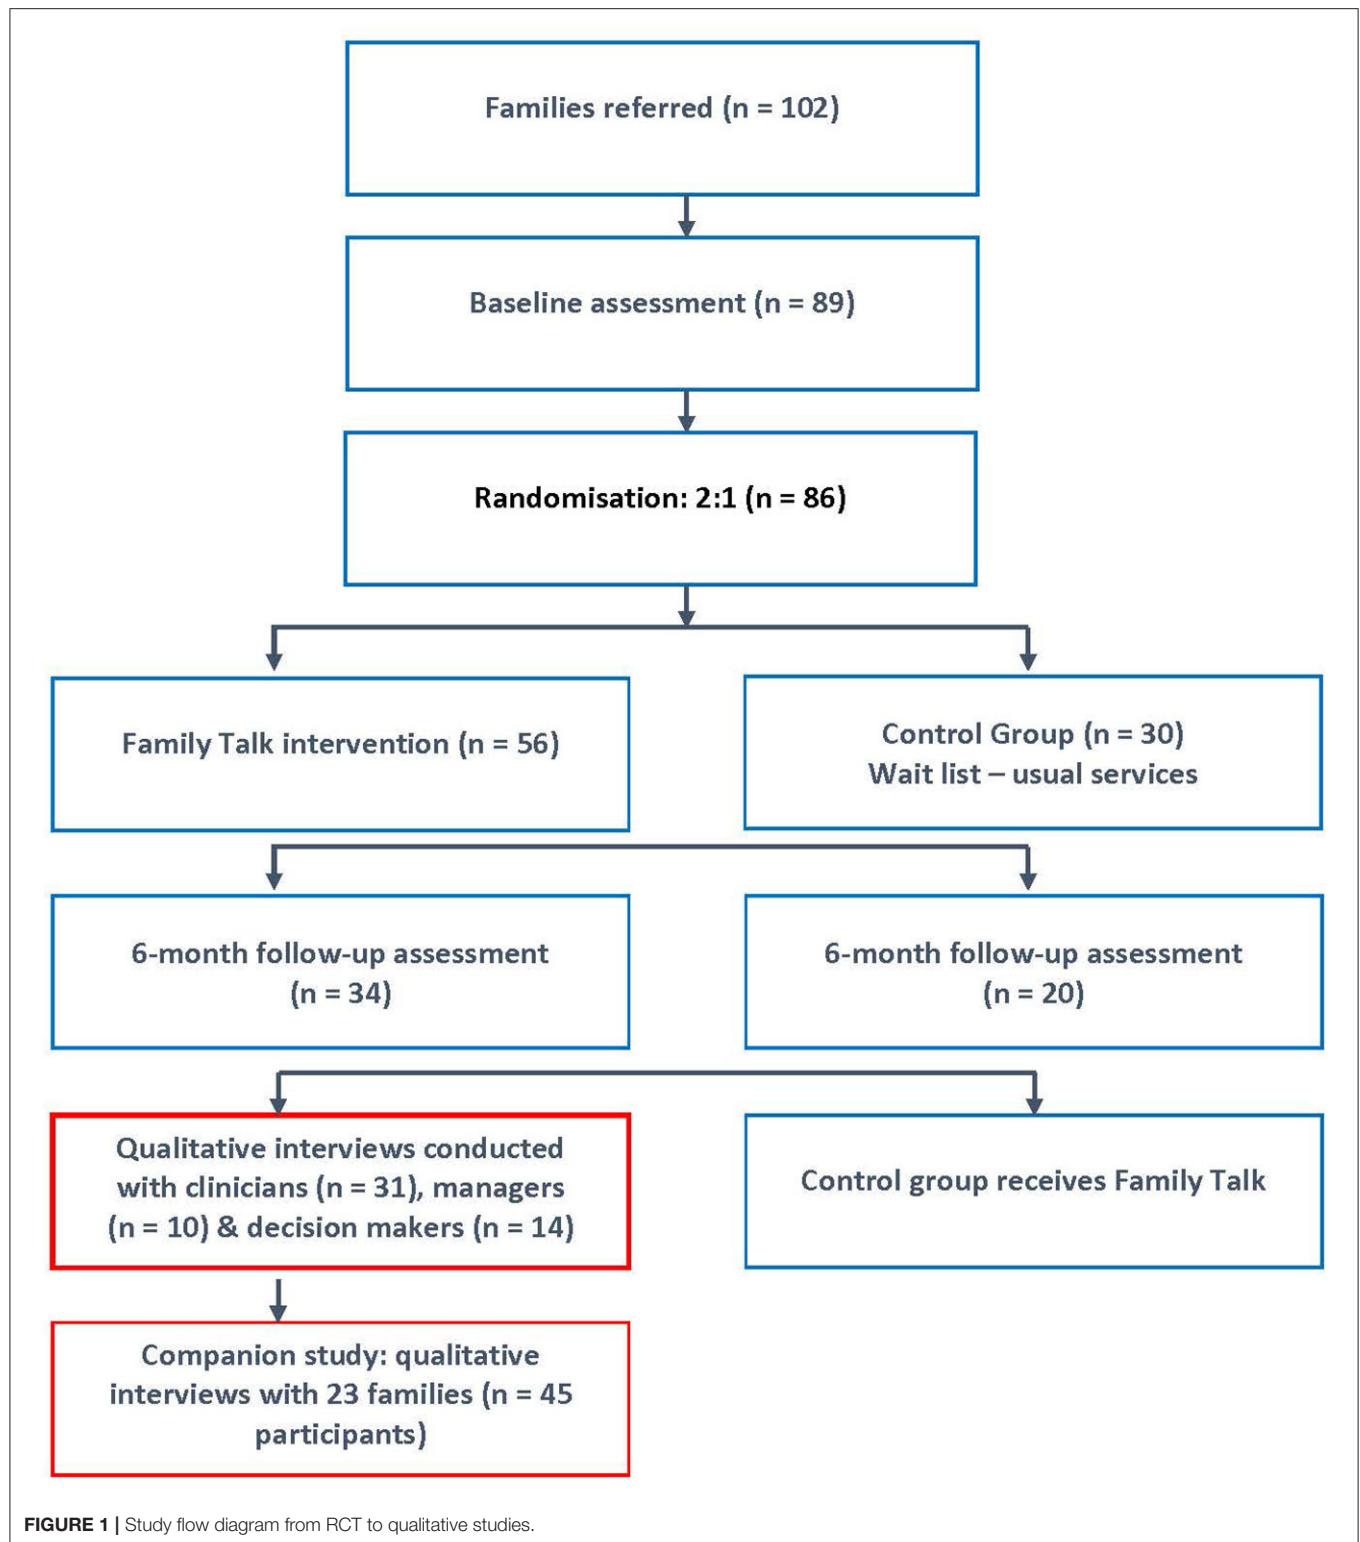 Families referred (n = 102)
Baseline assessment (n = 89)
Randomisation: 2:1 (n = 86)
Family Talk intervention (n = 56)
Control Group (n = 30)
Wait list – usual services
6-month follow-up assessment
(n = 34)
6-month follow-up assessment
(n = 20)
Qualitative interviews conducted
with clinicians (n = 31), managers
(n = 10) & decision makers (n = 14)
Control group receives Family Talk
Companion study: qualitative
interviews with 23 families (n = 45
participants)
FIGURE 1 | Study flow diagram from RCT to qualitative studies.